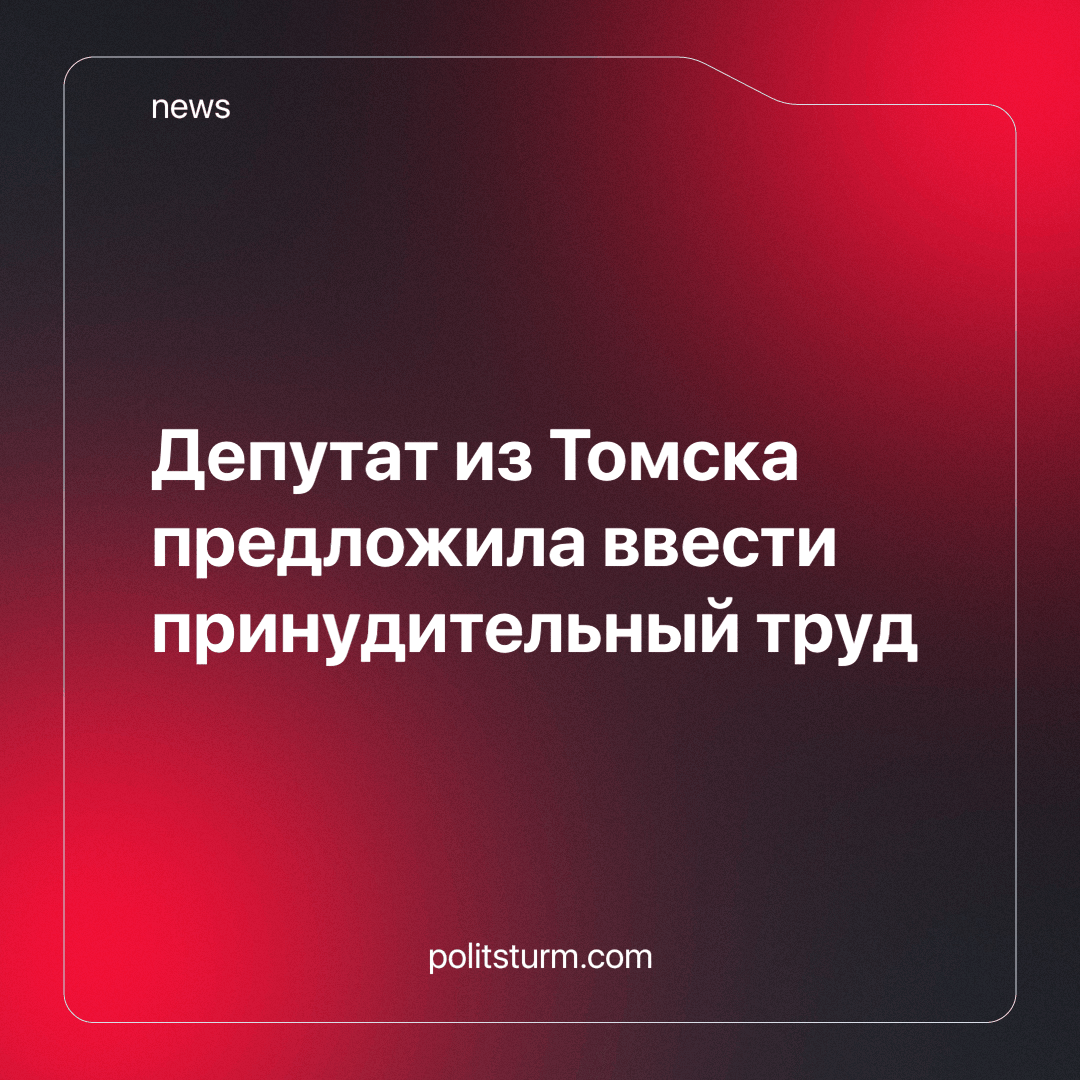 news
Депутат из Томска
предложила ввести
принудительный труд
politsturm.com